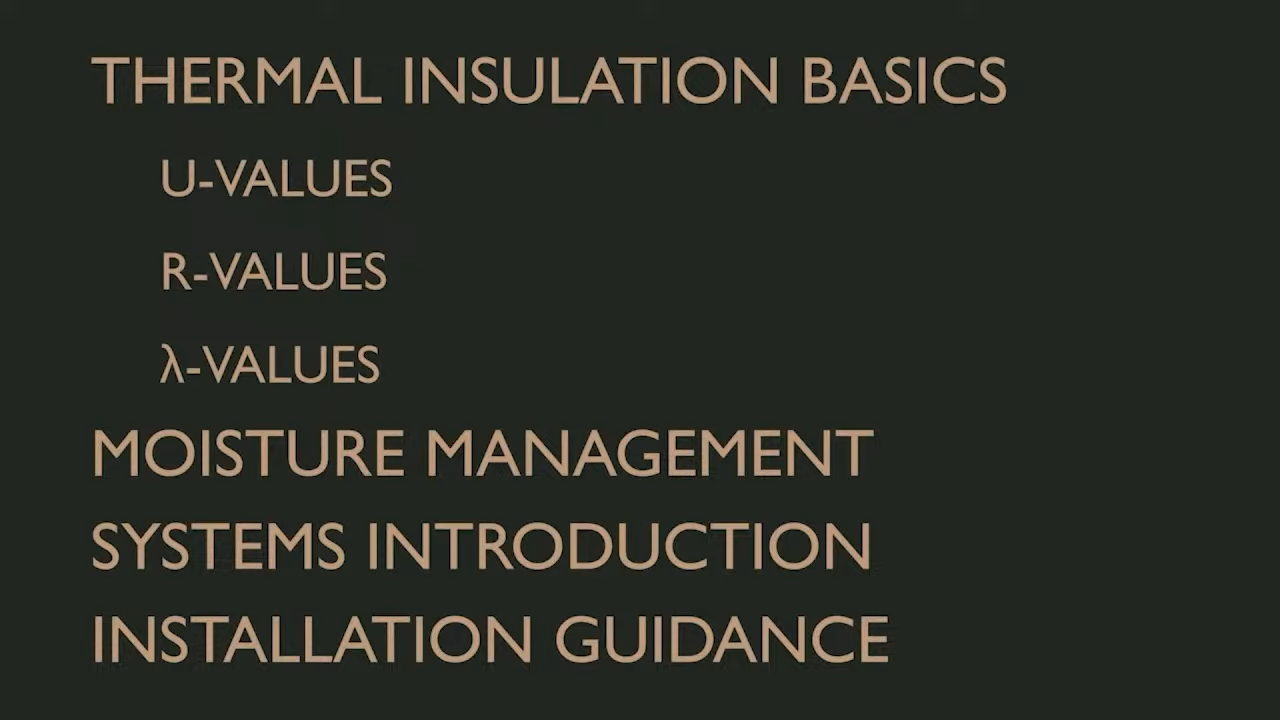 THERMAL INSULATION BASICS
U-VALUES
R-VALUES
λ-VALUES
MOISTURE MANAGEMENT
SYSTEMS INTRODUCTION
INSTALLATION GUIDANCE